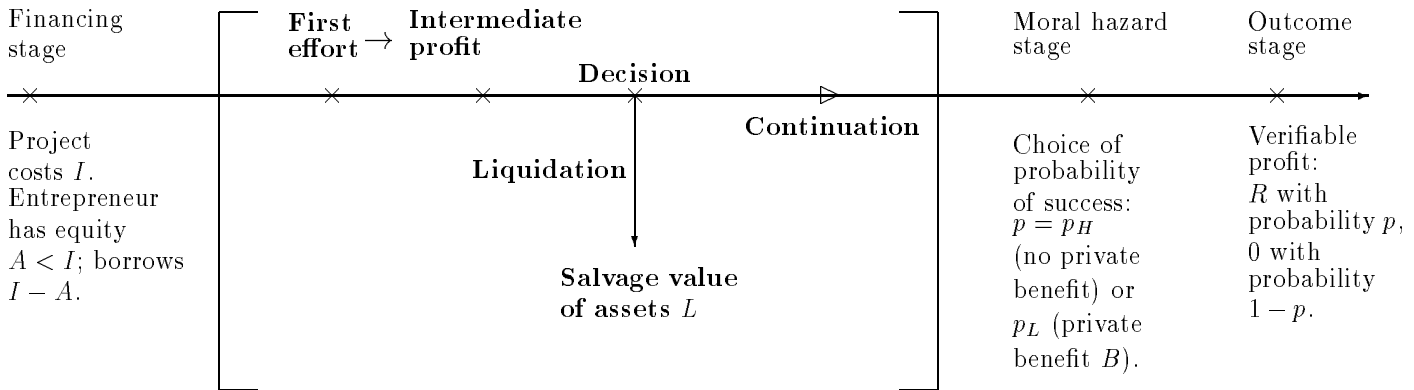 Financing
stage
First
effort → Intermediate
profit
Moral hazard
stage
Outcome
stage
Decision
Continuation
Liquidation
Salvage value
of assets L
Project
costs I.
Entrepreneur
has equity
A < I; borrows
I − A.
Choice of
probability
of success:
p = p_H
(no private
benefit) or
p_L (private
benefit B).
Verifiable
profit:
R with
probability p,
0 with
probability
1 − p.